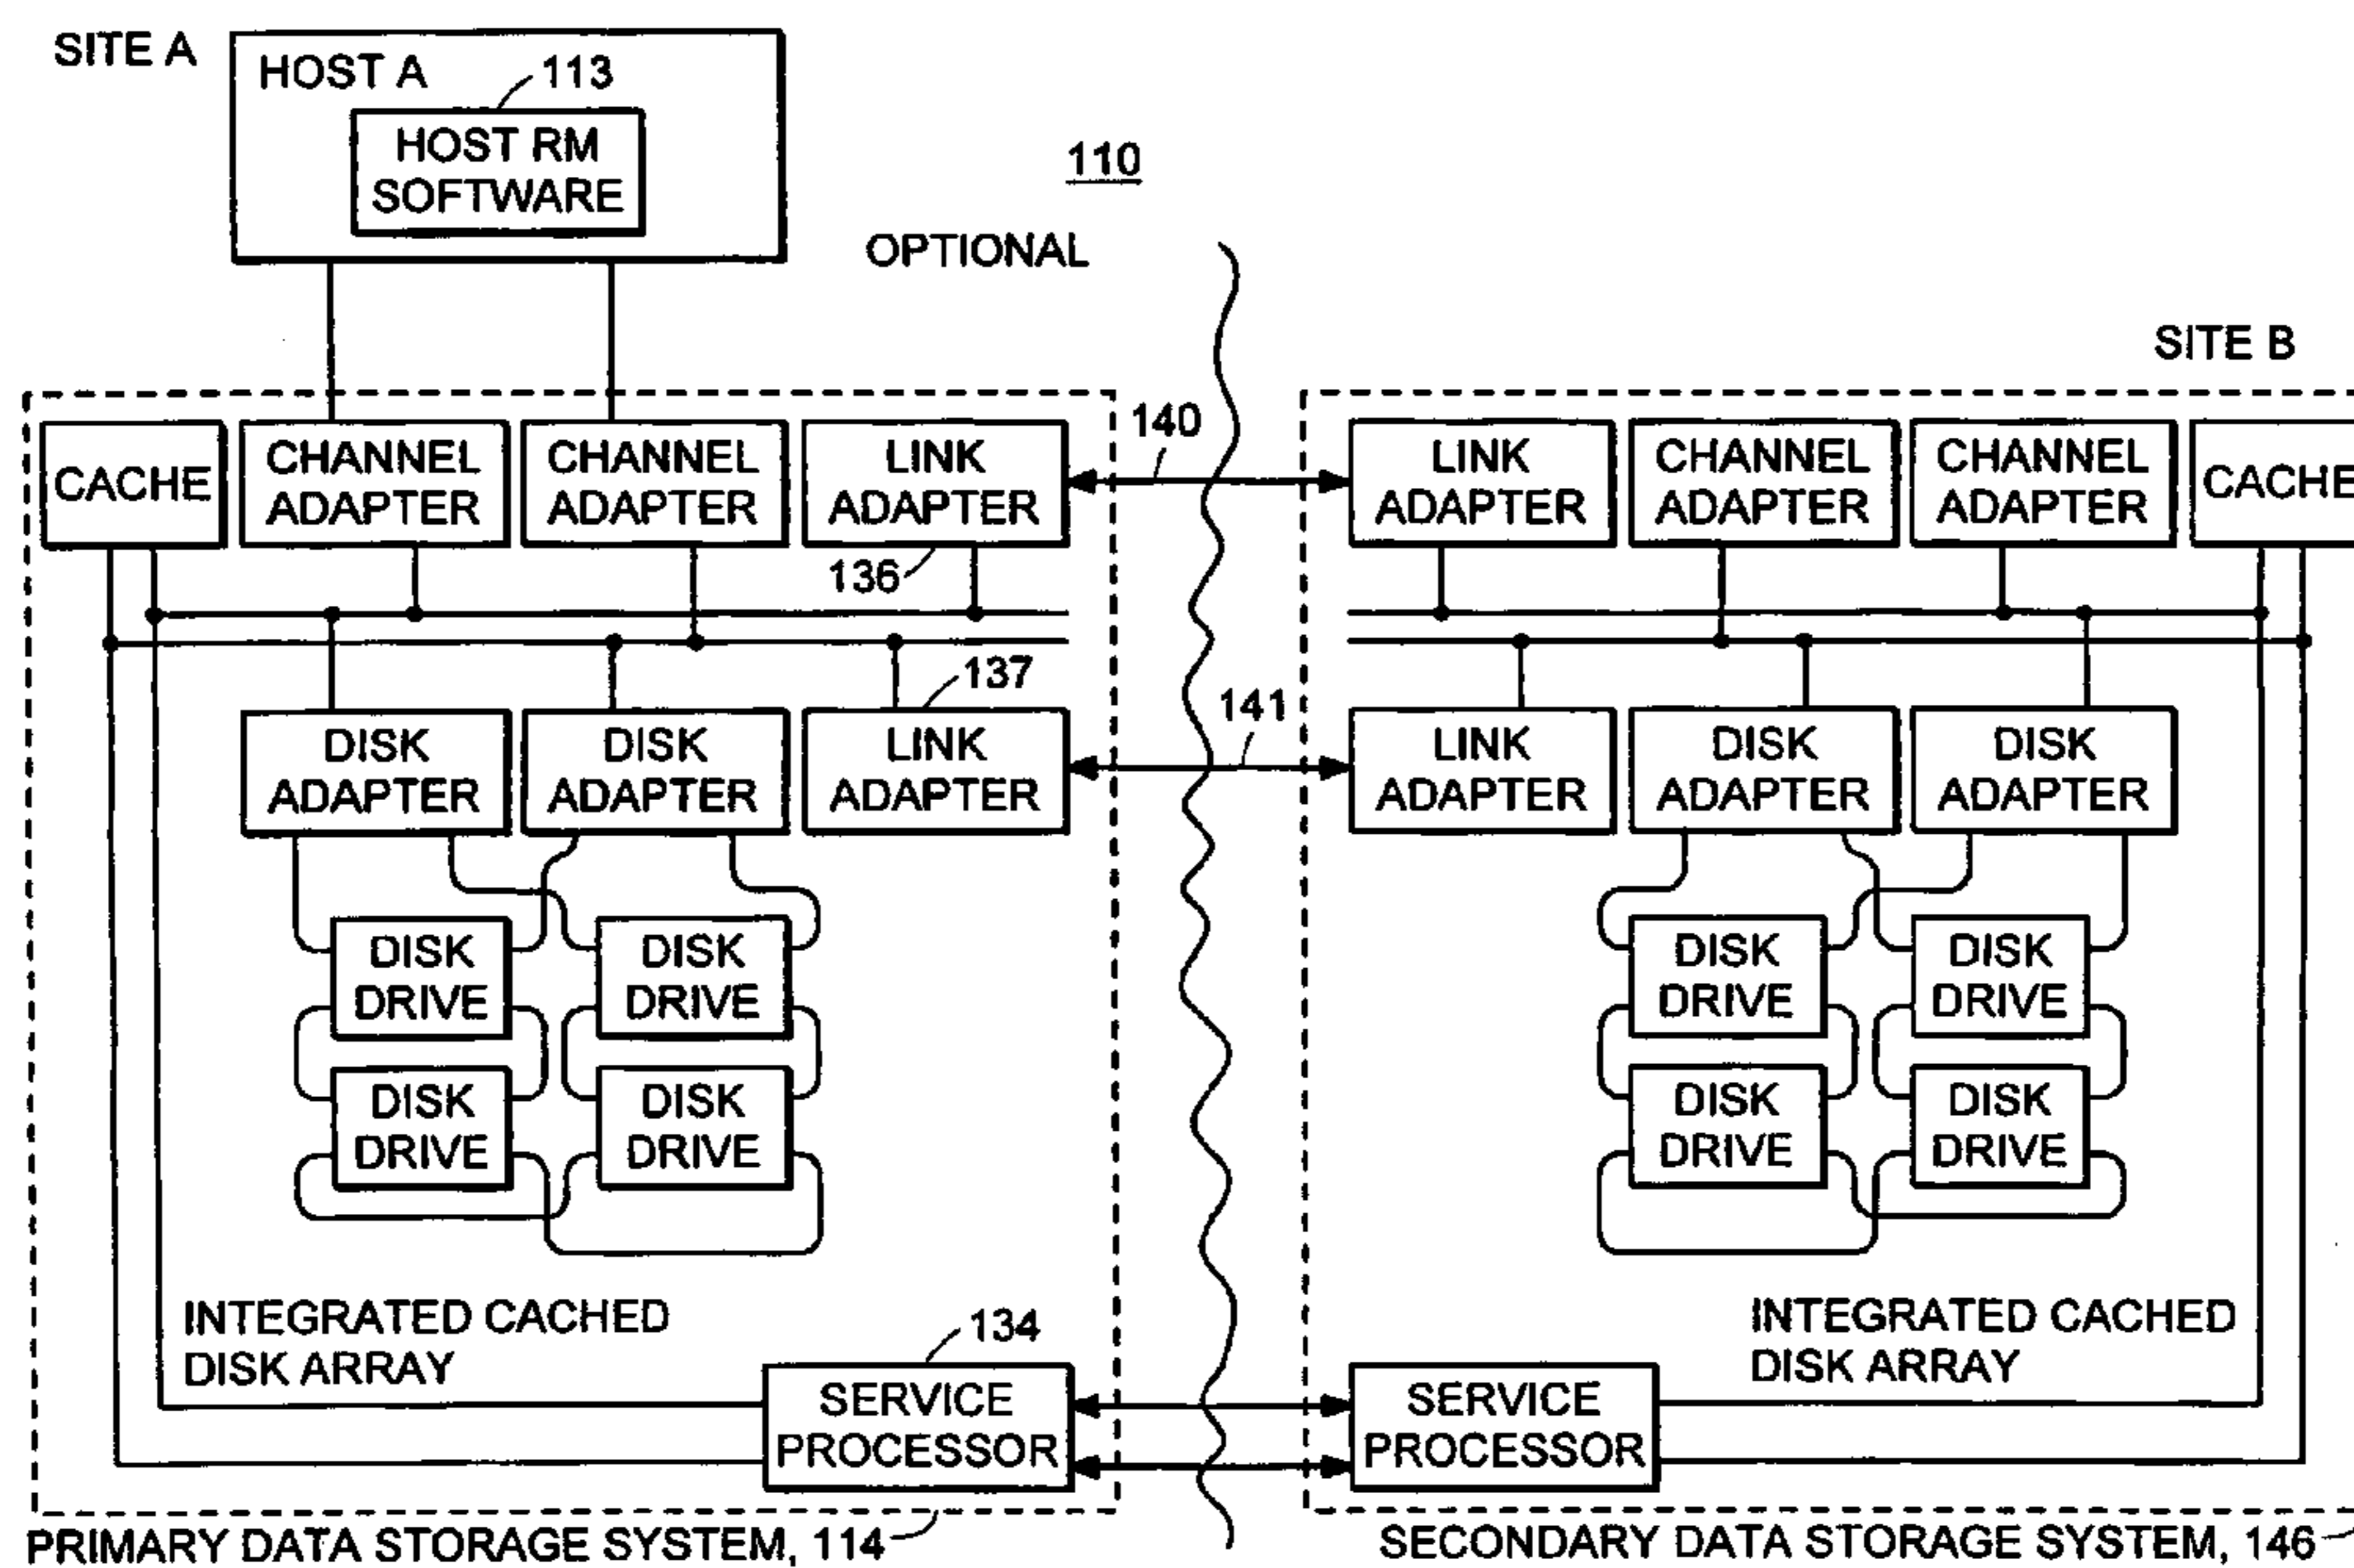 SITE A
HOST A
113
HOST RM
SOFTWARE
110
OPTIONAL
SITE B
CACHE
CHANNEL
ADAPTER
CHANNEL
ADAPTER
LINK
ADAPTER
136
140
LINK
ADAPTER
CHANNEL
ADAPTER
CHANNEL
ADAPTER
CACHE
137
141
DISK
ADAPTER
DISK
ADAPTER
LINK
ADAPTER
LINK
ADAPTER
DISK
ADAPTER
DISK
ADAPTER
DISK
DRIVE
DISK
DRIVE
DISK
DRIVE
DISK
DRIVE
DISK
DRIVE
DISK
DRIVE
DISK
DRIVE
DISK
DRIVE
INTEGRATED CACHED
DISK ARRAY
134
SERVICE
PROCESSOR
SERVICE
PROCESSOR
INTEGRATED CACHED
DISK ARRAY
PRIMARY DATA STORAGE SYSTEM, 114
SECONDARY DATA STORAGE SYSTEM, 146